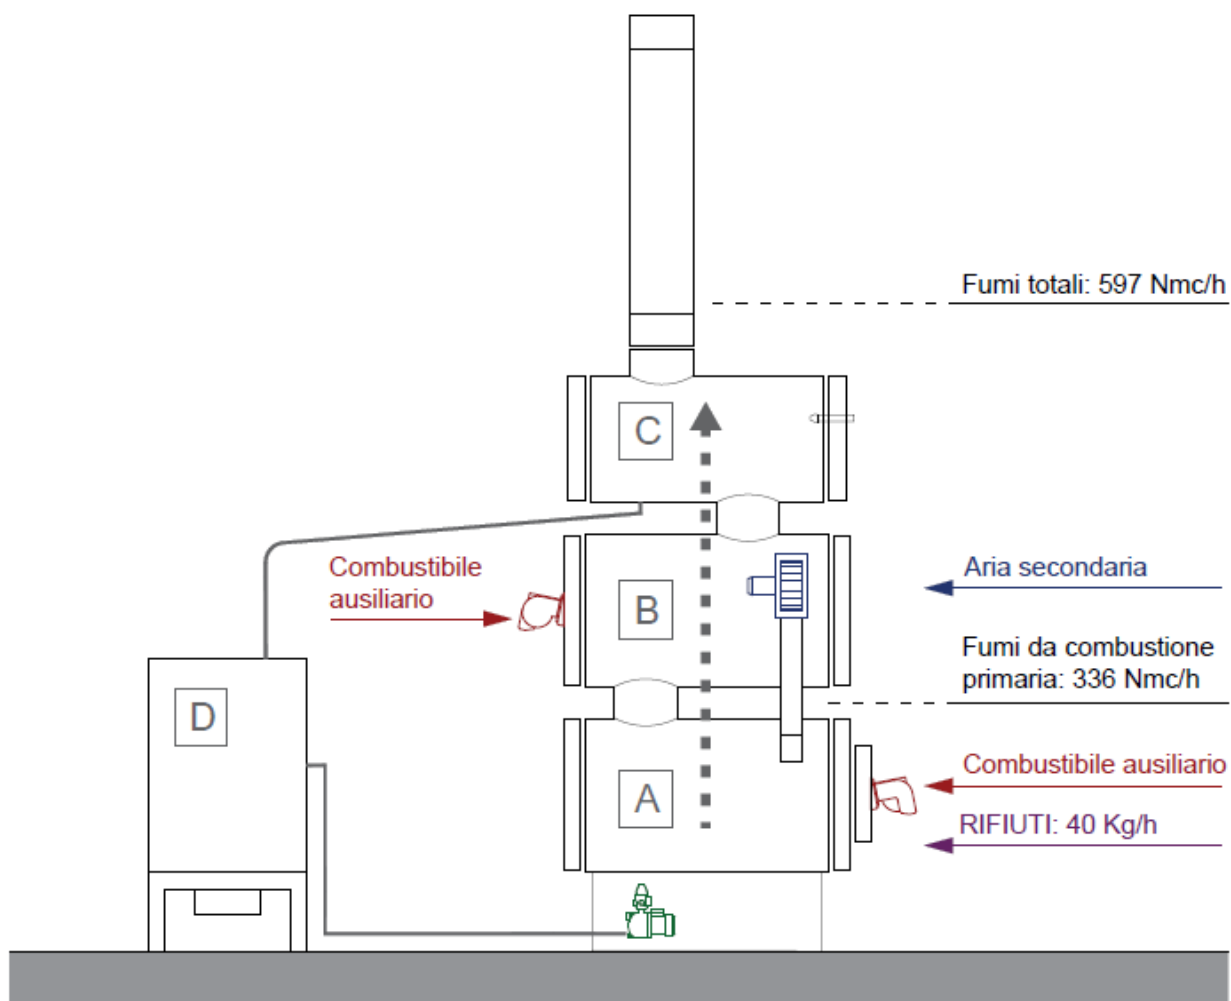 Fumi totali: 597 Nmc/h
C
Combustibile
ausiliario
Aria secondaria
B
Fumi da combustione
primaria: 336 Nmc/h
D
Combustibile ausiliario
A
RIFIUTI: 40 Kg/h